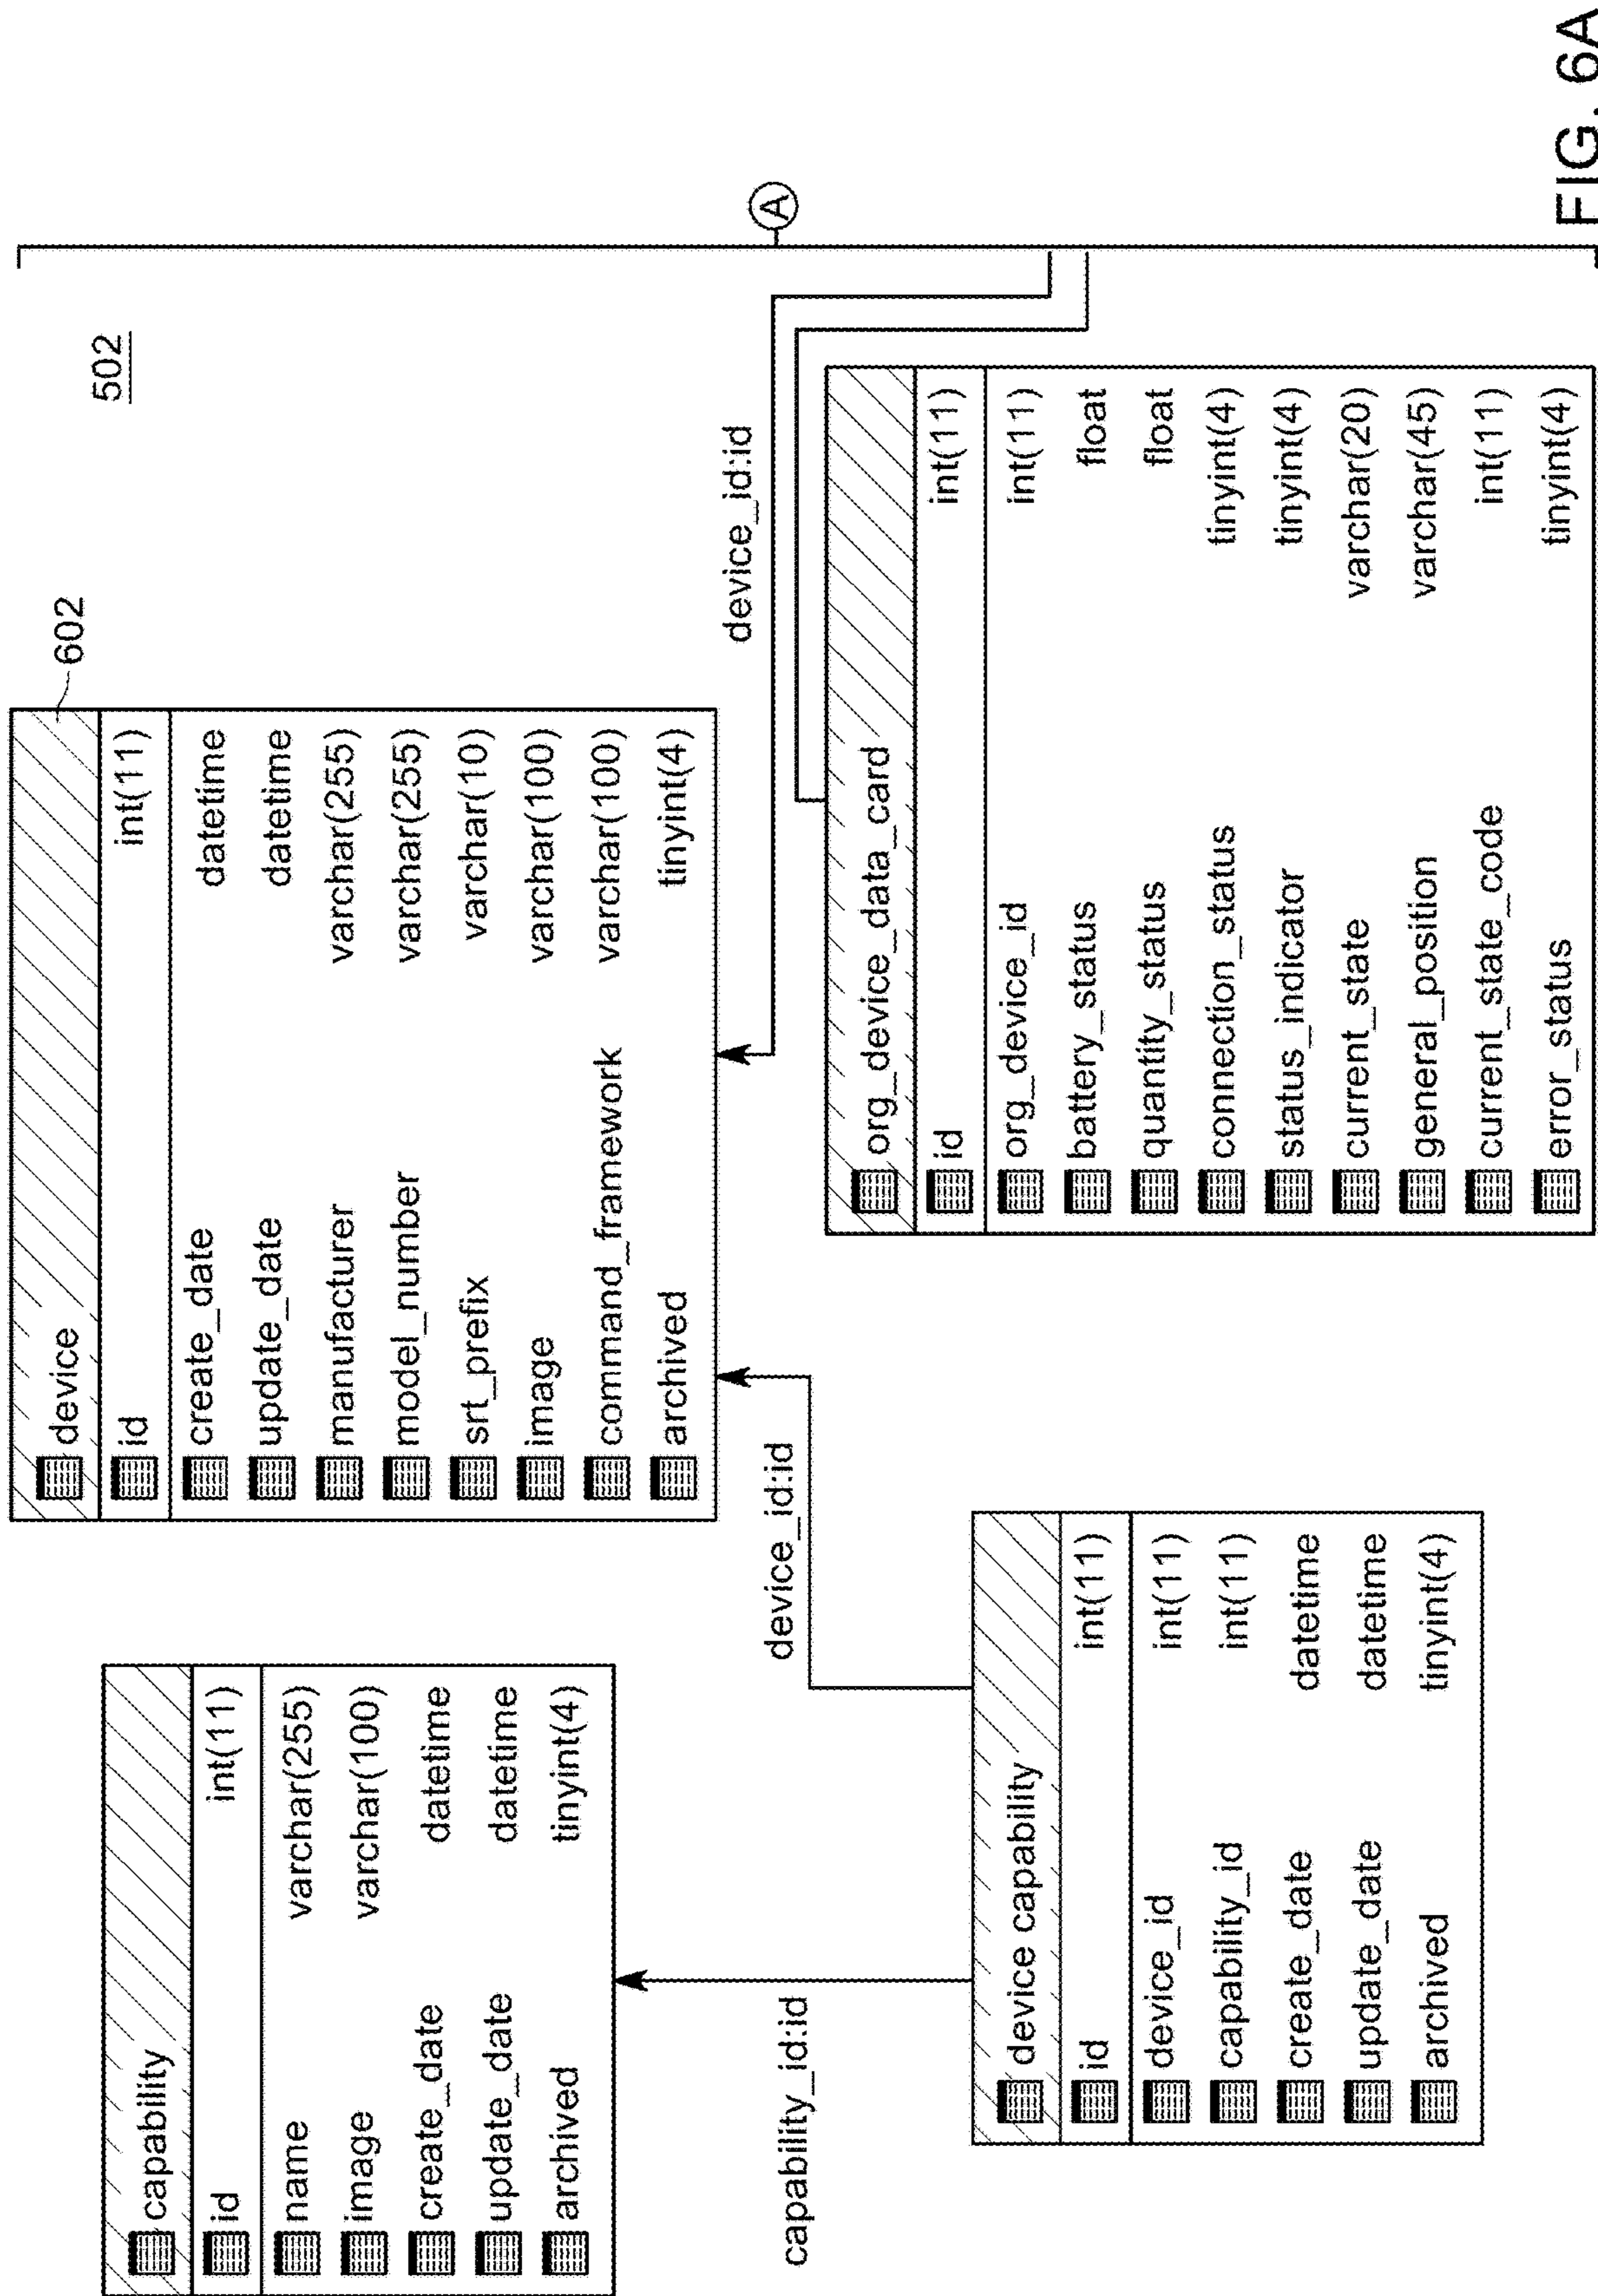 502
capability
id int(11)
name varchar(255)
image varchar(100)
create_date datetime
update_date datetime
archived tinyint(4)
device
602
id int(11)
create_date datetime
update_date datetime
manufacturer varchar(255)
model_number varchar(255)
srt_prefix varchar(10)
image varchar(100)
command_framework varchar(100)
archived tinyint(4)
capability_id:id
device_id:id
device_id:id
A
device capability
id int(11)
device_id int(11)
capability_id int(11)
create_date datetime
update_date datetime
archived tinyint(4)
org_device_data_card
id int(11)
org_device_id int(11)
battery_status float
quantity_status float
connection_status tinyint(4)
status_indicator tinyint(4)
current_state varchar(20)
general_position varchar(45)
current_state_code int(11)
error_status tinyint(4)
FIG. 6A